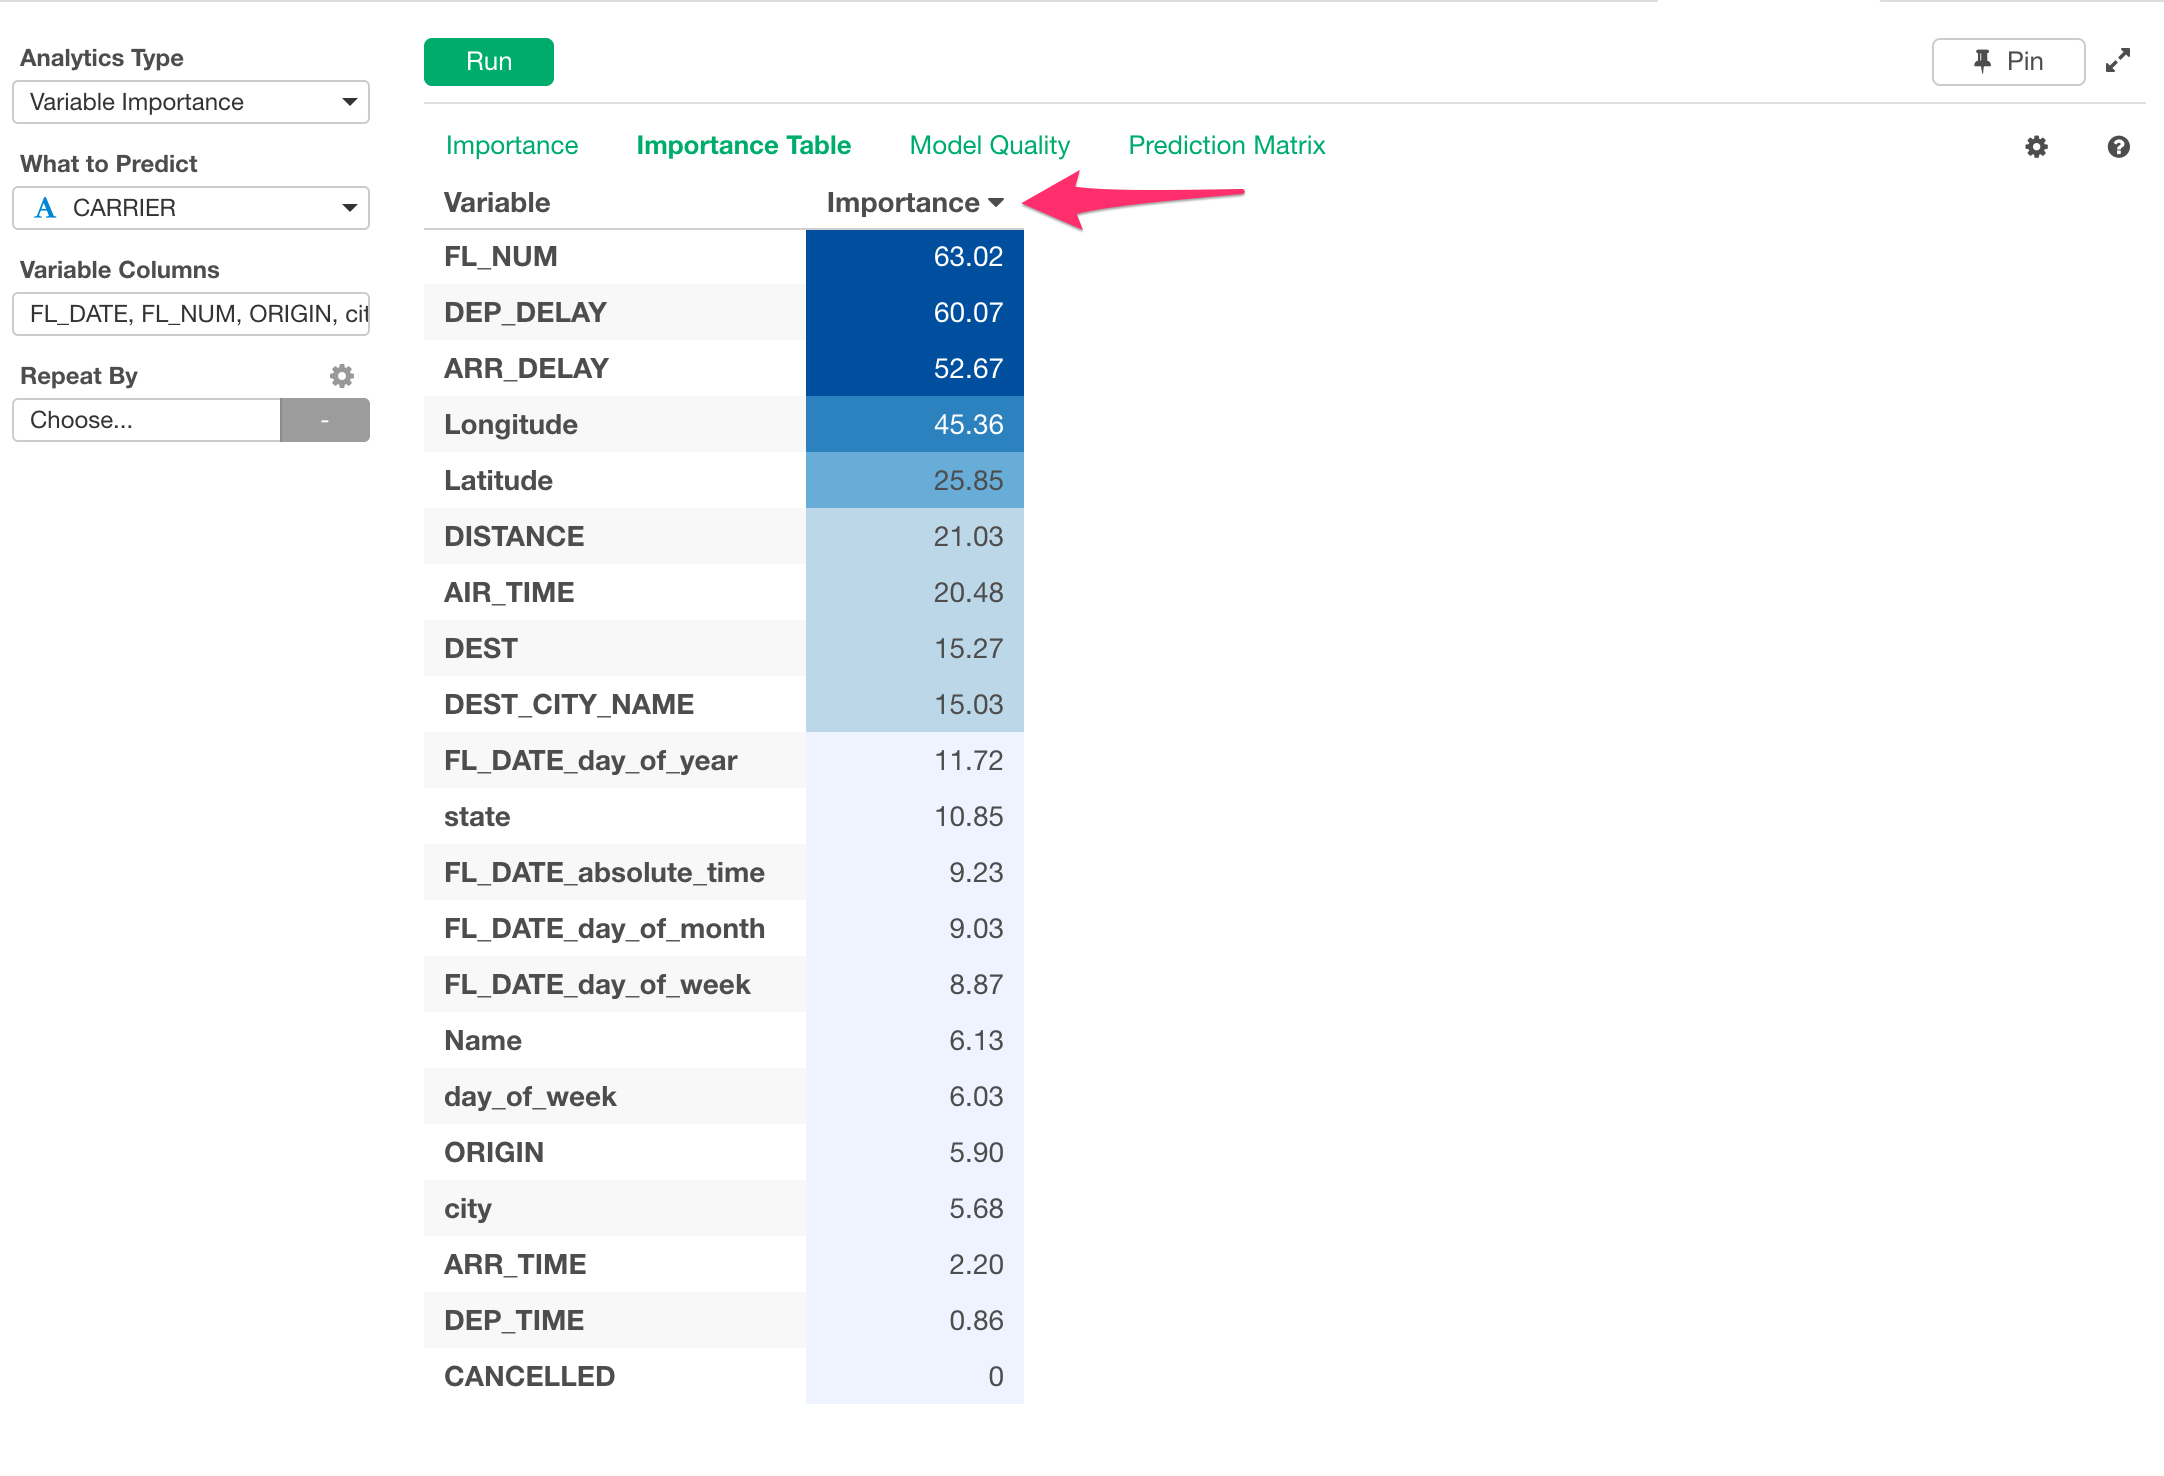 Analytics Type
Variable Importance
What to Predict
A CARRIER
Variable Columns
FL_DATE, FL_NUM, ORIGIN, cit
Repeat By
Choose...
-
Run
Pin
Importance Importance Table Model Quality Prediction Matrix
Variable Importance
FL_NUM 63.02
DEP_DELAY 60.07
ARR_DELAY 52.67
Longitude 45.36
Latitude 25.85
DISTANCE 21.03
AIR_TIME 20.48
DEST 15.27
DEST_CITY_NAME 15.03
FL_DATE_day_of_year 11.72
state 10.85
FL_DATE_absolute_time 9.23
FL_DATE_day_of_month 9.03
FL_DATE_day_of_week 8.87
Name 6.13
day_of_week 6.03
ORIGIN 5.90
city 5.68
ARR_TIME 2.20
DEP_TIME 0.86
CANCELLED 0